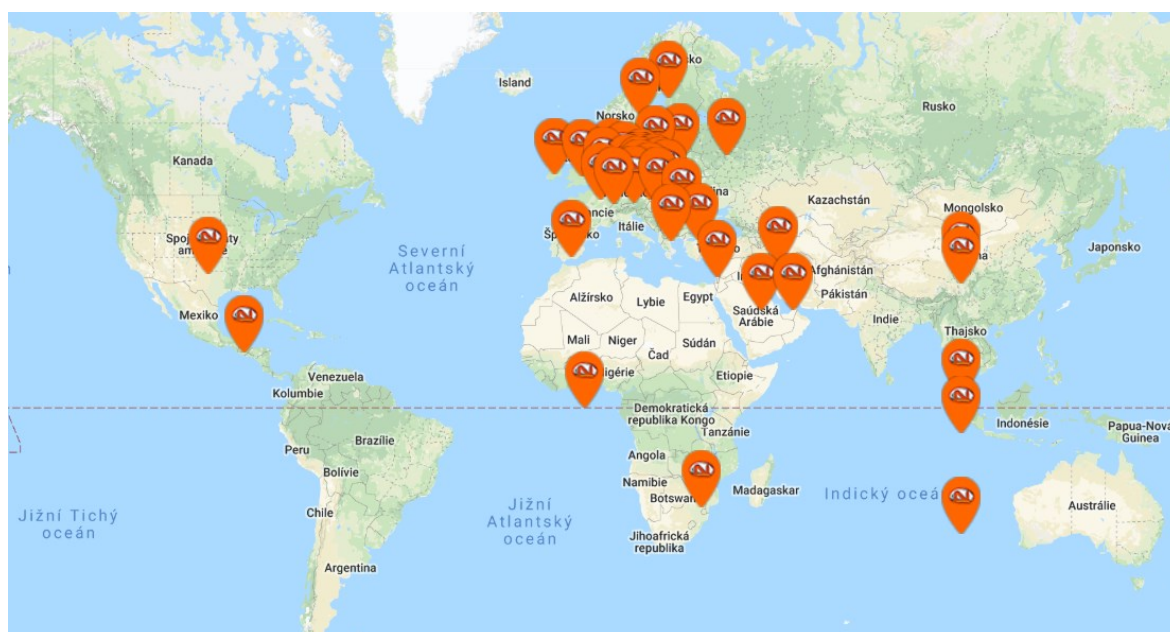 Island
Rusko
Norsko
Kanada
Kazachstán
Mongolsko
Itálie
Japonsko
Severní
Atlantský
oceán
Afghánistán
Alžírsko
Lybie
Egypt
Pákistán
Mexiko
Saúdská
Arábie
Indie
Thajsko
Mali
Niger
Čad
Súdán
Etiopie
Venezuela
Kolumbie
Demokratická
republika Kongo
Indonésie
Papua-Nová
Guinea
Tanzánie
Brazílie
Peru
Angola
Bolívie
Namibie
Madagaskar
Indický
Austrálie
Jižní Tichý
oceán
Jižní
Atlantský
oceán
Chile
Jihoafrická
republika
Argentina